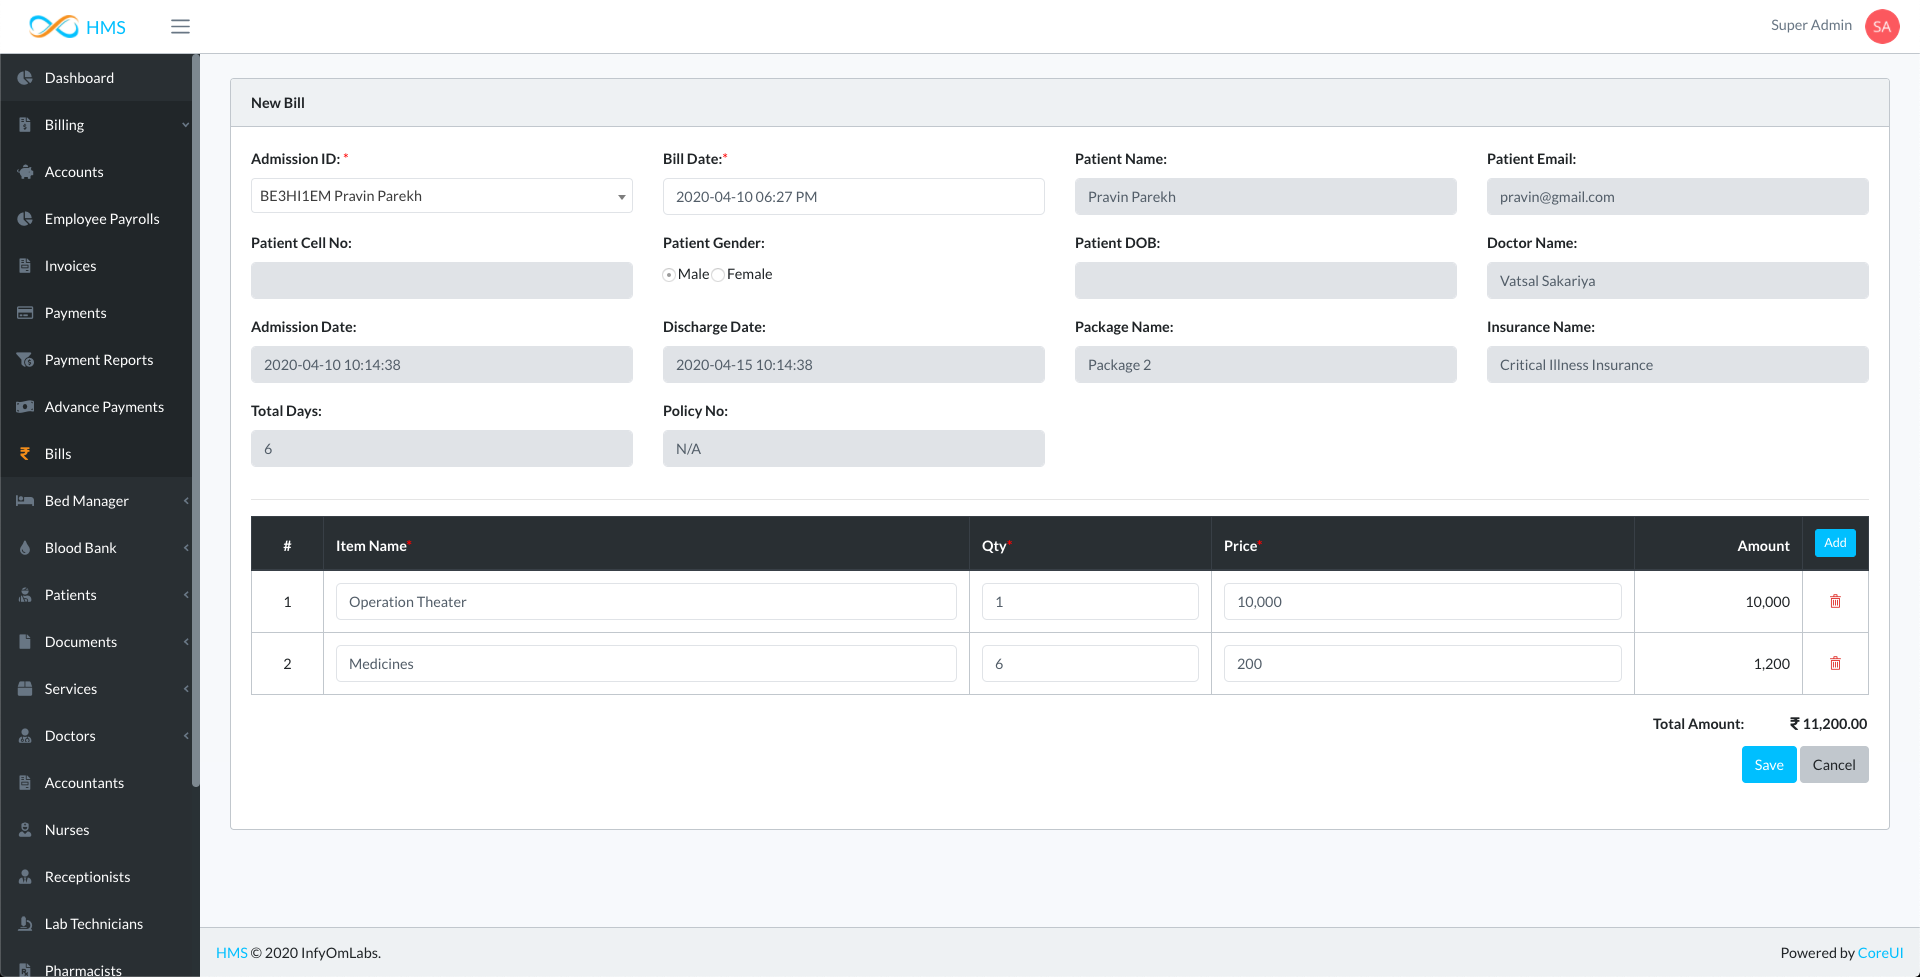 HMS
Super Admin
SA
Dashboard
Billing
Accounts
Employee Payrolls
Invoices
Payments
Payment Reports
Advance Payments
Bills
Bed Manager
Blood Bank
Patients
Documents
Services
Doctors
Accountants
Nurses
Receptionists
Lab Technicians
Pharmacists
New Bill
Admission ID: * Bill Date:* Patient Name: Patient Email:
BE3HI1EM Pravin Parekh 2020-04-10 06:27 PM Pravin Parekh pravin@gmail.com
Patient Cell No: Patient Gender: Patient DOB: Doctor Name:
Male Female Vatsal Sakariya
Admission Date: Discharge Date: Package Name: Insurance Name:
2020-04-10 10:14:38 2020-04-15 10:14:38 Package 2 Critical Illness Insurance
Total Days: Policy No:
6 N/A
# Item Name* Qty* Price* Amount Add
1 Operation Theater 1 10,000 10,000
2 Medicines 6 200 1,200
Total Amount: ₹ 11,200.00
Save Cancel
HMS © 2020 InfyOmLabs. Powered by CoreUI